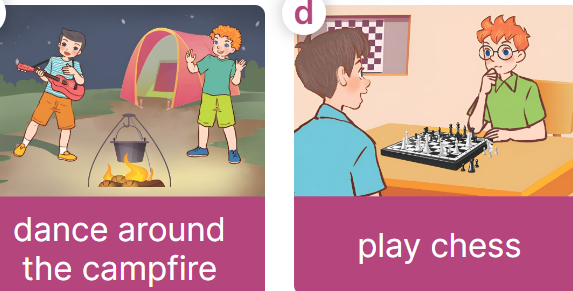 d
dance around
the campfire
play chess